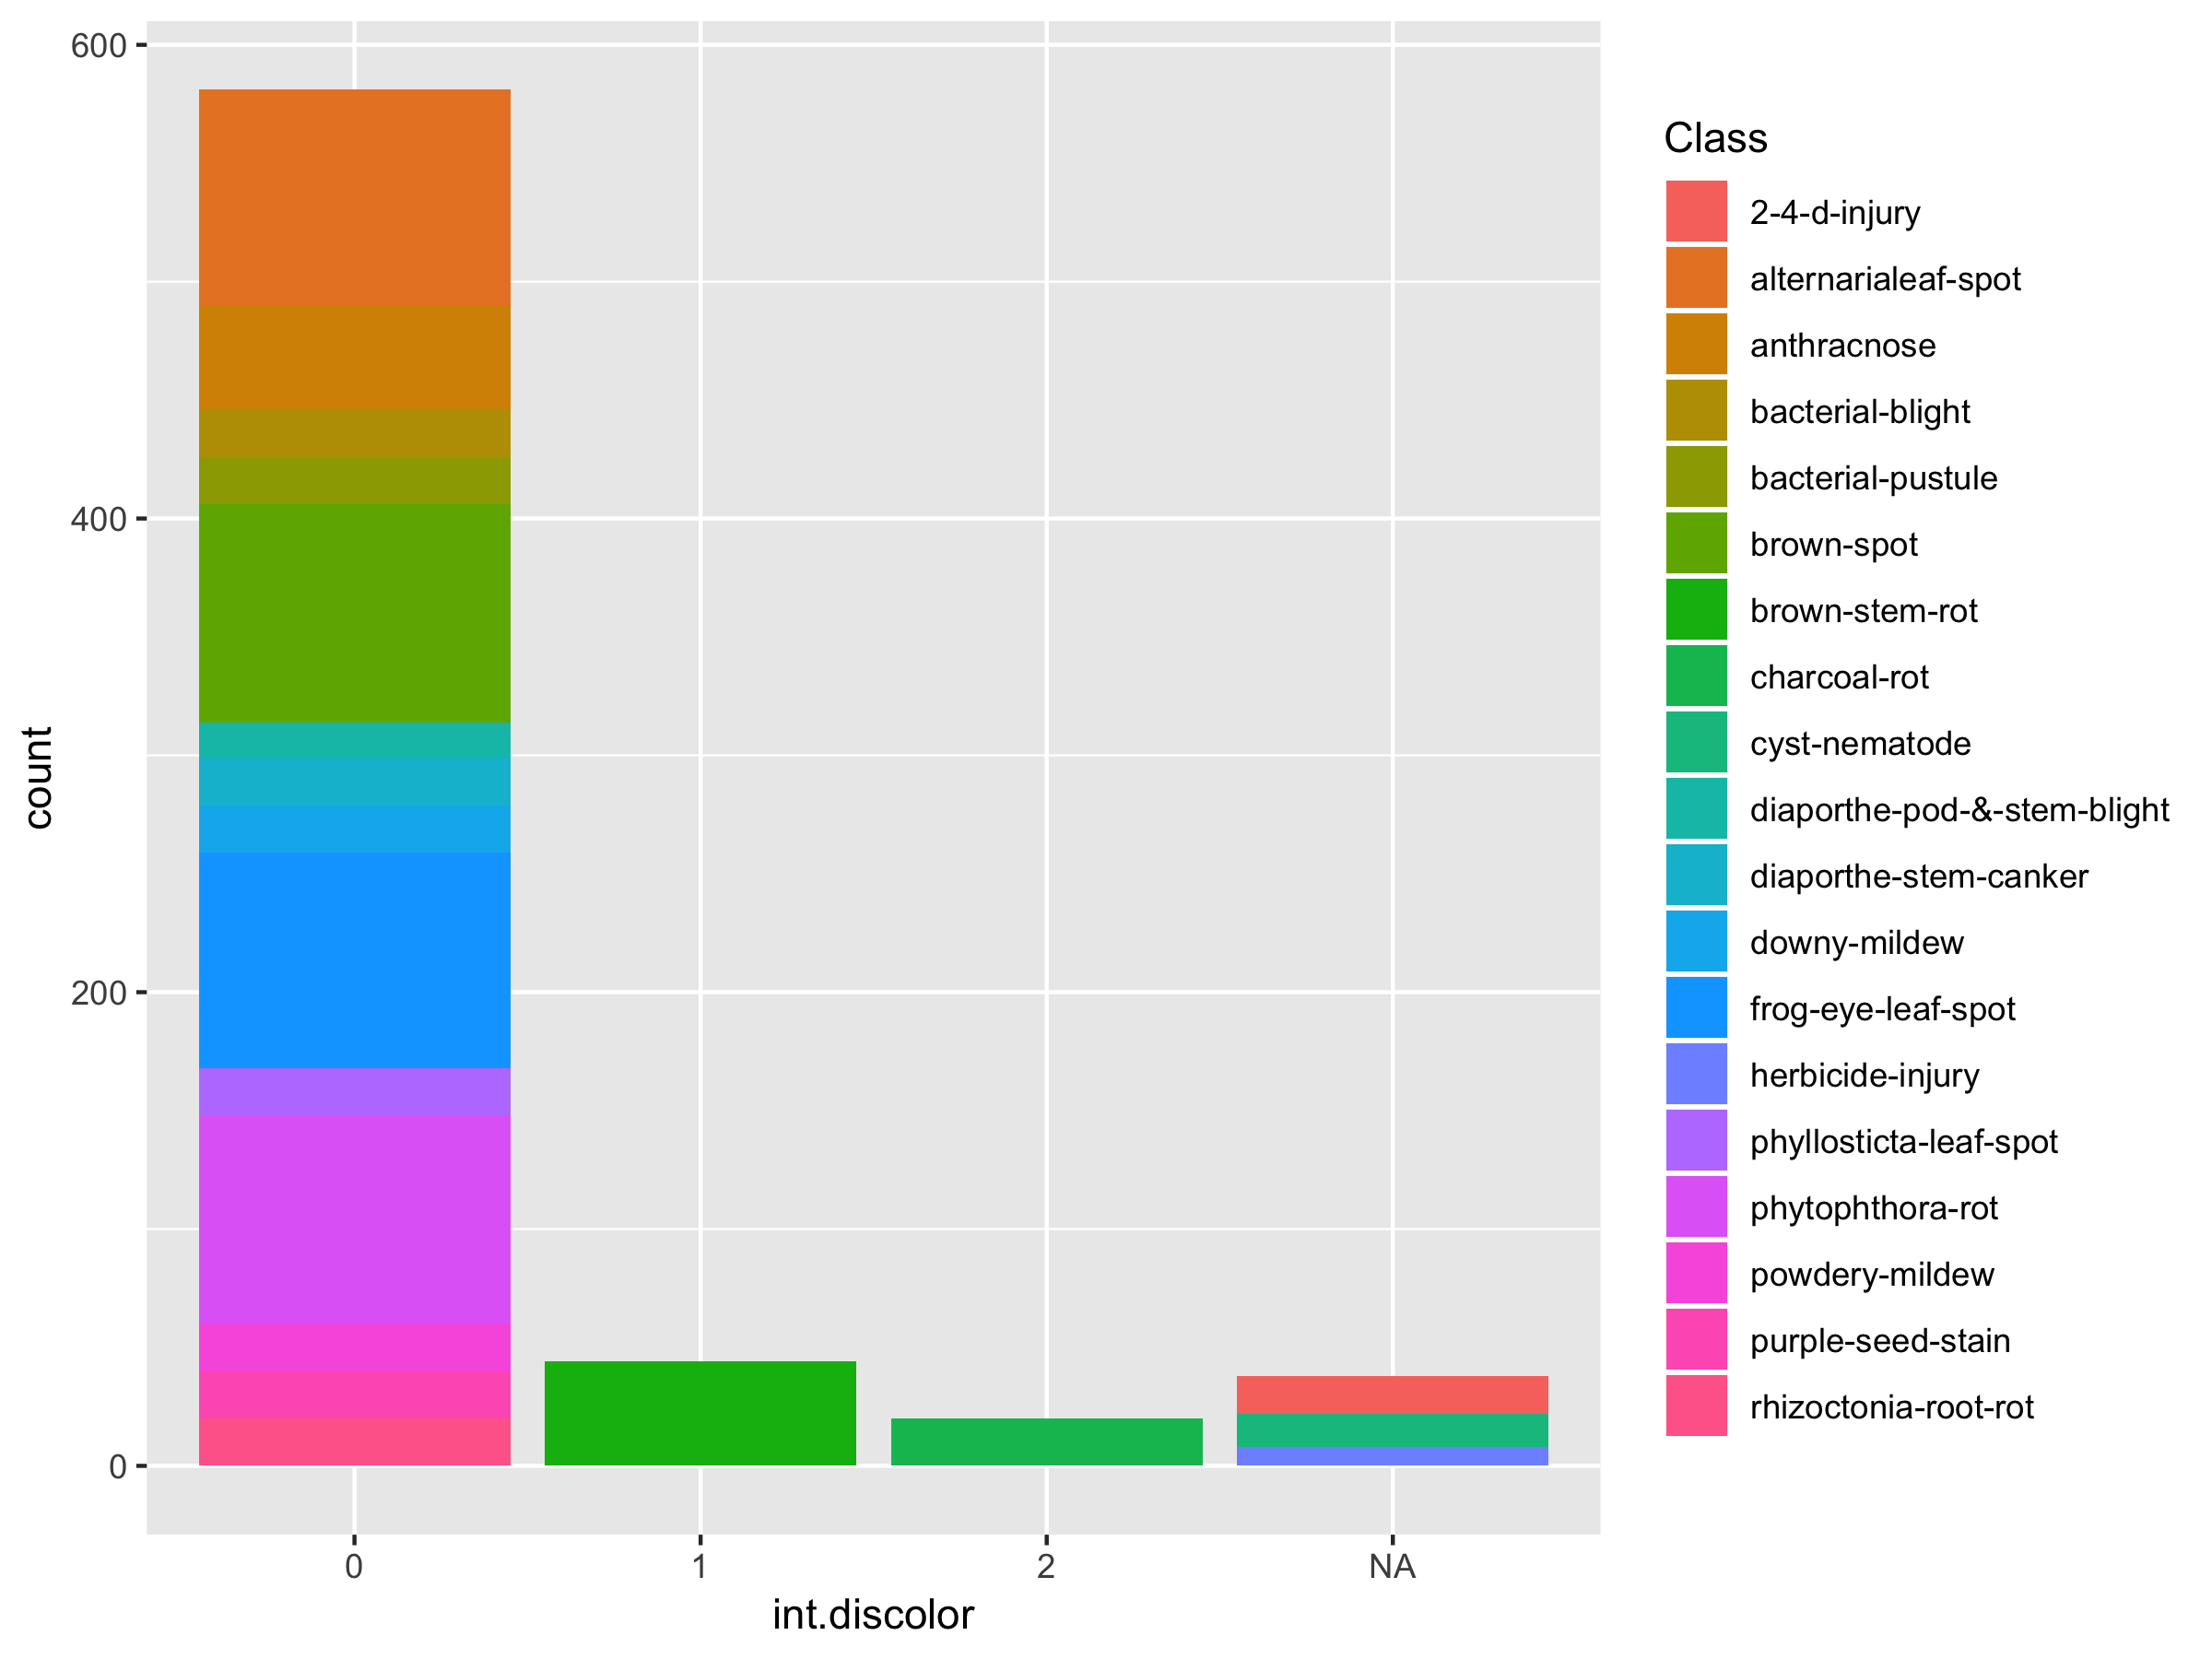 600
400
200
0
count
0
1
2
NA
int.discolor
Class
2-4-d-injury
alternarialeaf-spot
anthracnose
bacterial-blight
bacterial-pustule
brown-spot
brown-stem-rot
charcoal-rot
cyst-nematode
diaporthe-pod-&-stem-blight
diaporthe-stem-canker
downy-mildew
frog-eye-leaf-spot
herbicide-injury
phyllosticta-leaf-spot
phytophthora-rot
powdery-mildew
purple-seed-stain
rhizoctonia-root-rot